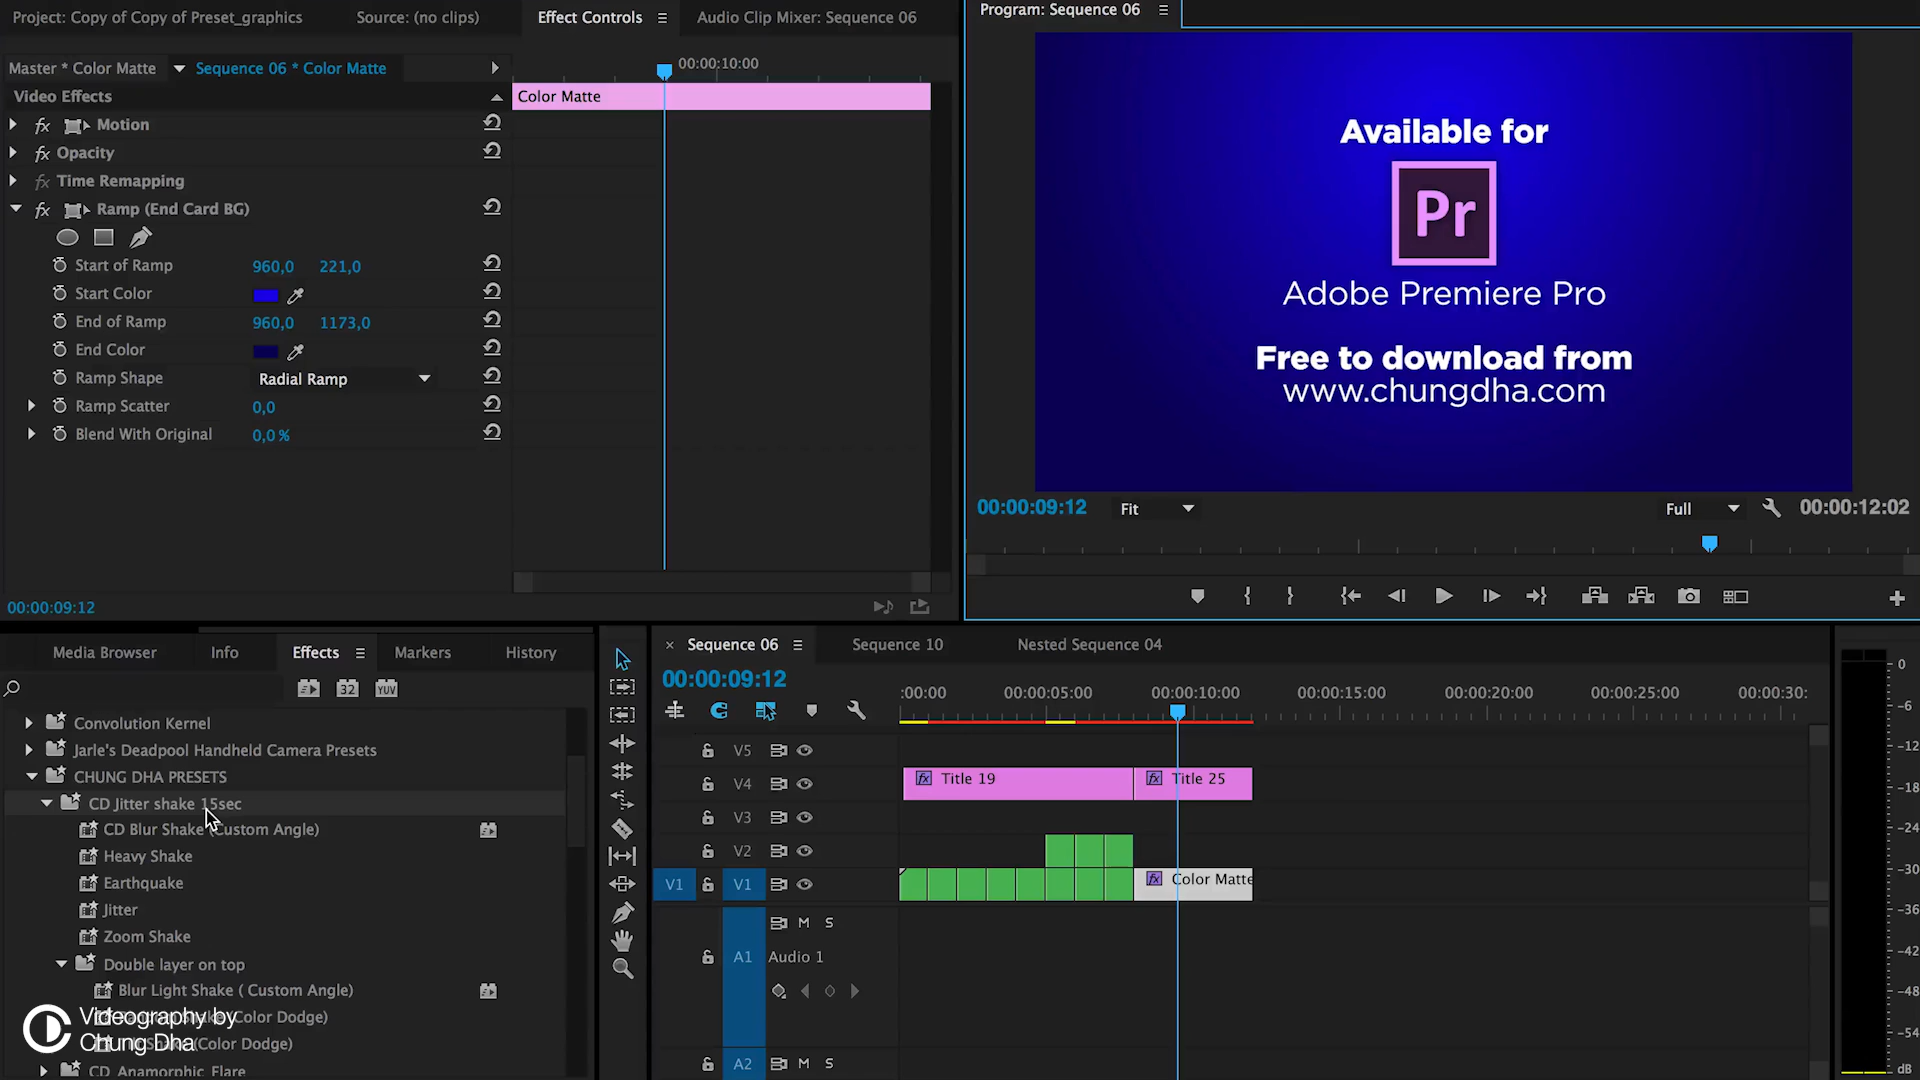 Project: Copy of Copy of Preset_graphics
Source: (no clips)
Effect Controls
Audio Clip Mixer: Sequence 06
Program: Sequence 06
Master * Color Matte
Sequence 06 * Color Matte
00:00:10:00
Video Effects
Color Matte
fx Motion
fx Opacity
fx Time Remapping
fx Ramp (End Card BG)
Start of Ramp 960,0 221,0
Start Color
End of Ramp 960,0 1173,0
End Color
Ramp Shape Radial Ramp
Ramp Scatter 0,0
Blend With Original 0,0 %
00:00:09:12
Available for
Pr
Adobe Premiere Pro
Free to download from
www.chungdha.com
00:00:09:12 Fit Full 00:00:12:02
Media Browser Info Effects Markers History
32 YUV
Convolution Kernel
Jarle's Deadpool Handheld Camera Presets
CHUNG DHA PRESETS
CD Jitter shake 15sec
CD Blur Shake (Custom Angle)
Heavy Shake
Earthquake
Jitter
Zoom Shake
Double layer on top
Blur Light Shake ( Custom Angle)
Color Dodge)
(Color Dodge)
CD Anamorphic Flare
Videography by
Chung Dha
Sequence 06 Sequence 10 Nested Sequence 04
00:00:09:12
:00:00 00:00:05:00 00:00:10:00 00:00:15:00 00:00:20:00 00:00:25:00 00:00:30:
V5
V4 fx Title 19 fx Title 25
V3
V2
V1 V1 fx Color Matte
M S
A1 Audio 1
A2 M S
0
-6
-12
-18
-24
-30
-36
-42
-48
-54
dB